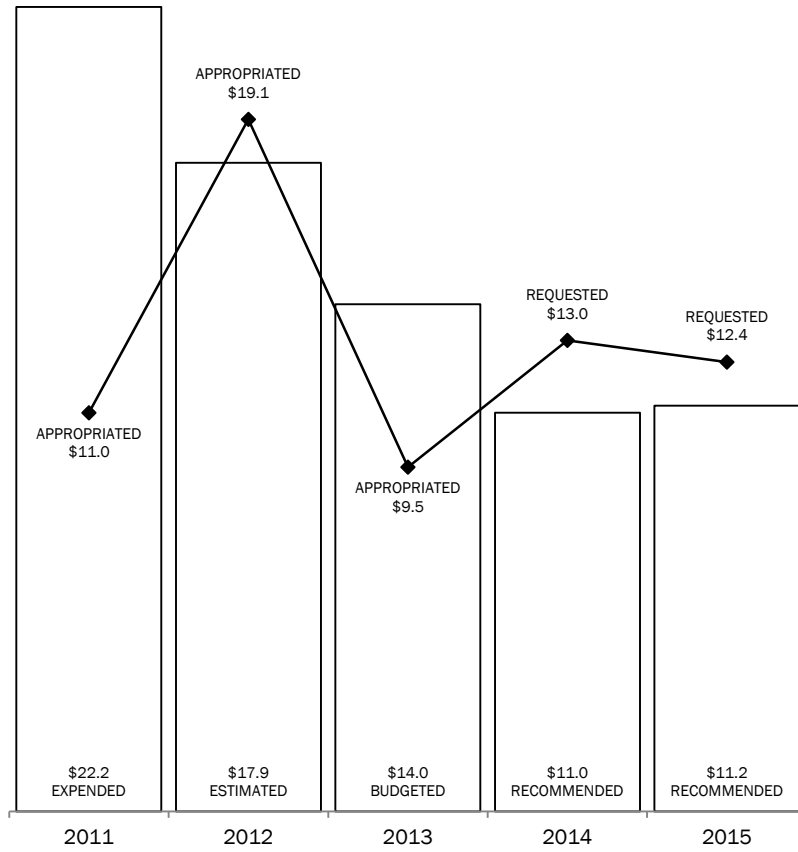 APPROPRIATED
$19.1
REQUESTED
$13.0
REQUESTED
$12.4
APPROPRIATED
$11.0
APPROPRIATED
$9.5
$22.2
EXPENDED
$17.9
ESTIMATED
$14.0
BUDGETED
$11.0
RECOMMENDED
$11.2
RECOMMENDED
2011
2012
2013
2014
2015